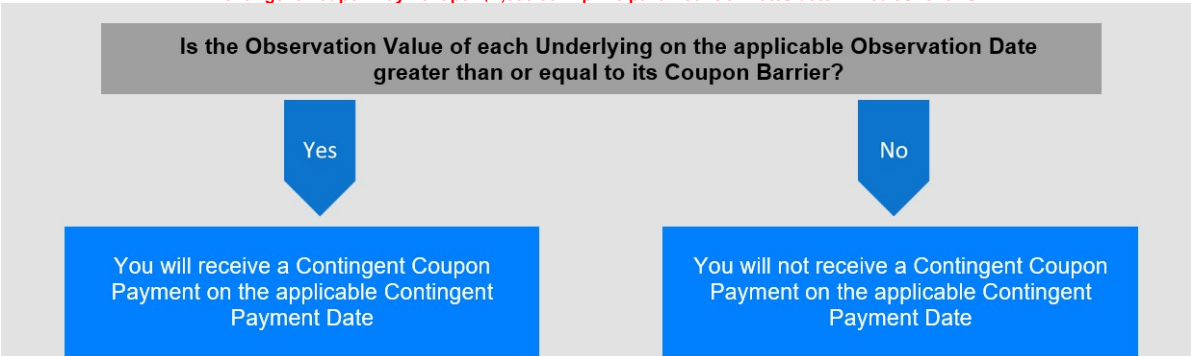 Is the Observation Value of each Underlying on the applicable Observation Date
greater than or equal to its Coupon Barrier?
Yes
No
You will receive a Contingent Coupon
Payment on the applicable Contingent
Payment Date
You will not receive a Contingent Coupon
Payment on the applicable Contingent
Payment Date